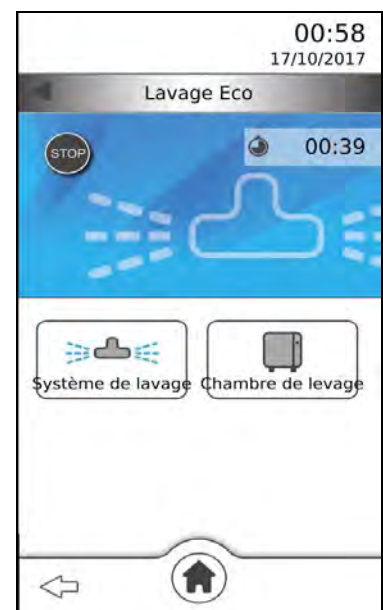 00:58
17/10/2017
Lavage Eco
STOP
00:39
Système de lavage
Chambre de levage